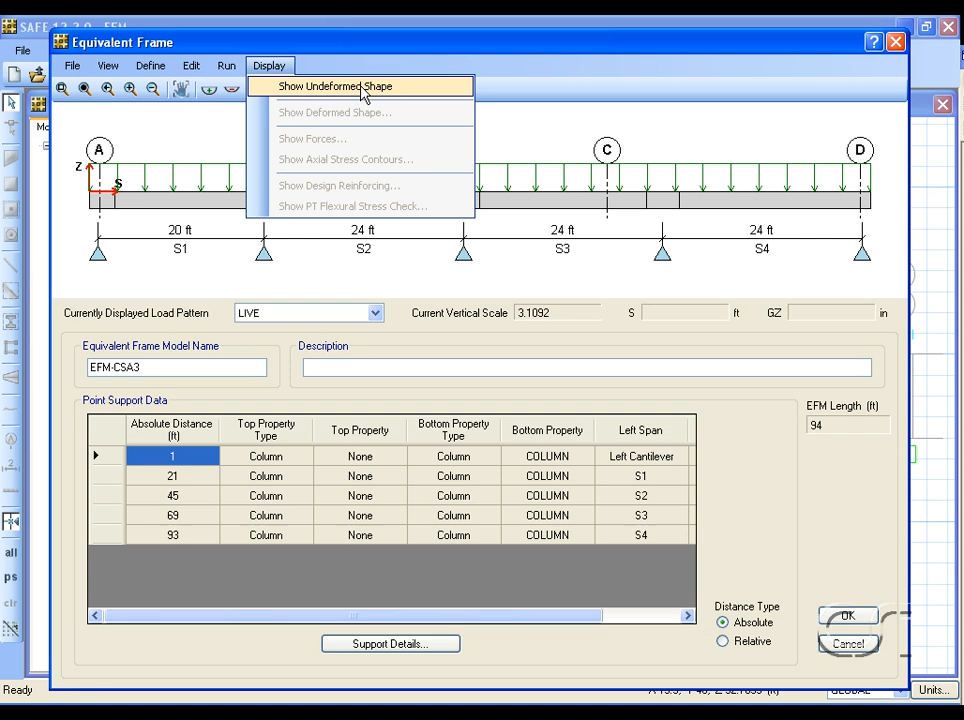 SAFE 12.3.0 - EFM
File
Equivalent Frame
File View Define Edit Run Display
Show Undeformed Shape
Show Deformed Shape...
Show Forces...
Show Axial Stress Contours...
Show Design Reinforcing...
Show PT Flexural Stress Check...
Mo
A C D
Z
S
20 ft 24 ft 24 ft 24 ft
S1 S2 S3 S4
Currently Displayed Load Pattern LIVE Current Vertical Scale 3.1092 S ft GZ in
Equivalent Frame Model Name
EFM-CSA3
Description
Point Support Data
EFM Length (ft)
94
Absolute Distance (ft) Top Property Type Top Property Bottom Property Type Bottom Property Left Span
1 Column None Column COLUMN Left Cantilever
21 Column None Column COLUMN S1
45 Column None Column COLUMN S2
69 Column None Column COLUMN S3
93 Column None Column COLUMN S4
Distance Type
Absolute
Relative
OK
Cancel
Support Details...
all
ps
clr
Ready
GLOBAL
Units...